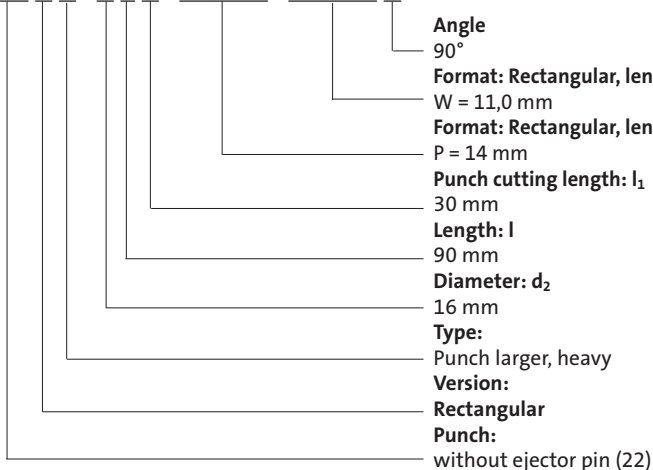 Angle
90°
Format: Rectangular, len
W = 11,0 mm
Format: Rectangular, len
P = 14 mm
Punch cutting length: l₁
30 mm
Length: l
90 mm
Diameter: d₂
16 mm
Type:
Punch larger, heavy
Version:
Rectangular
Punch:
without ejector pin (22)